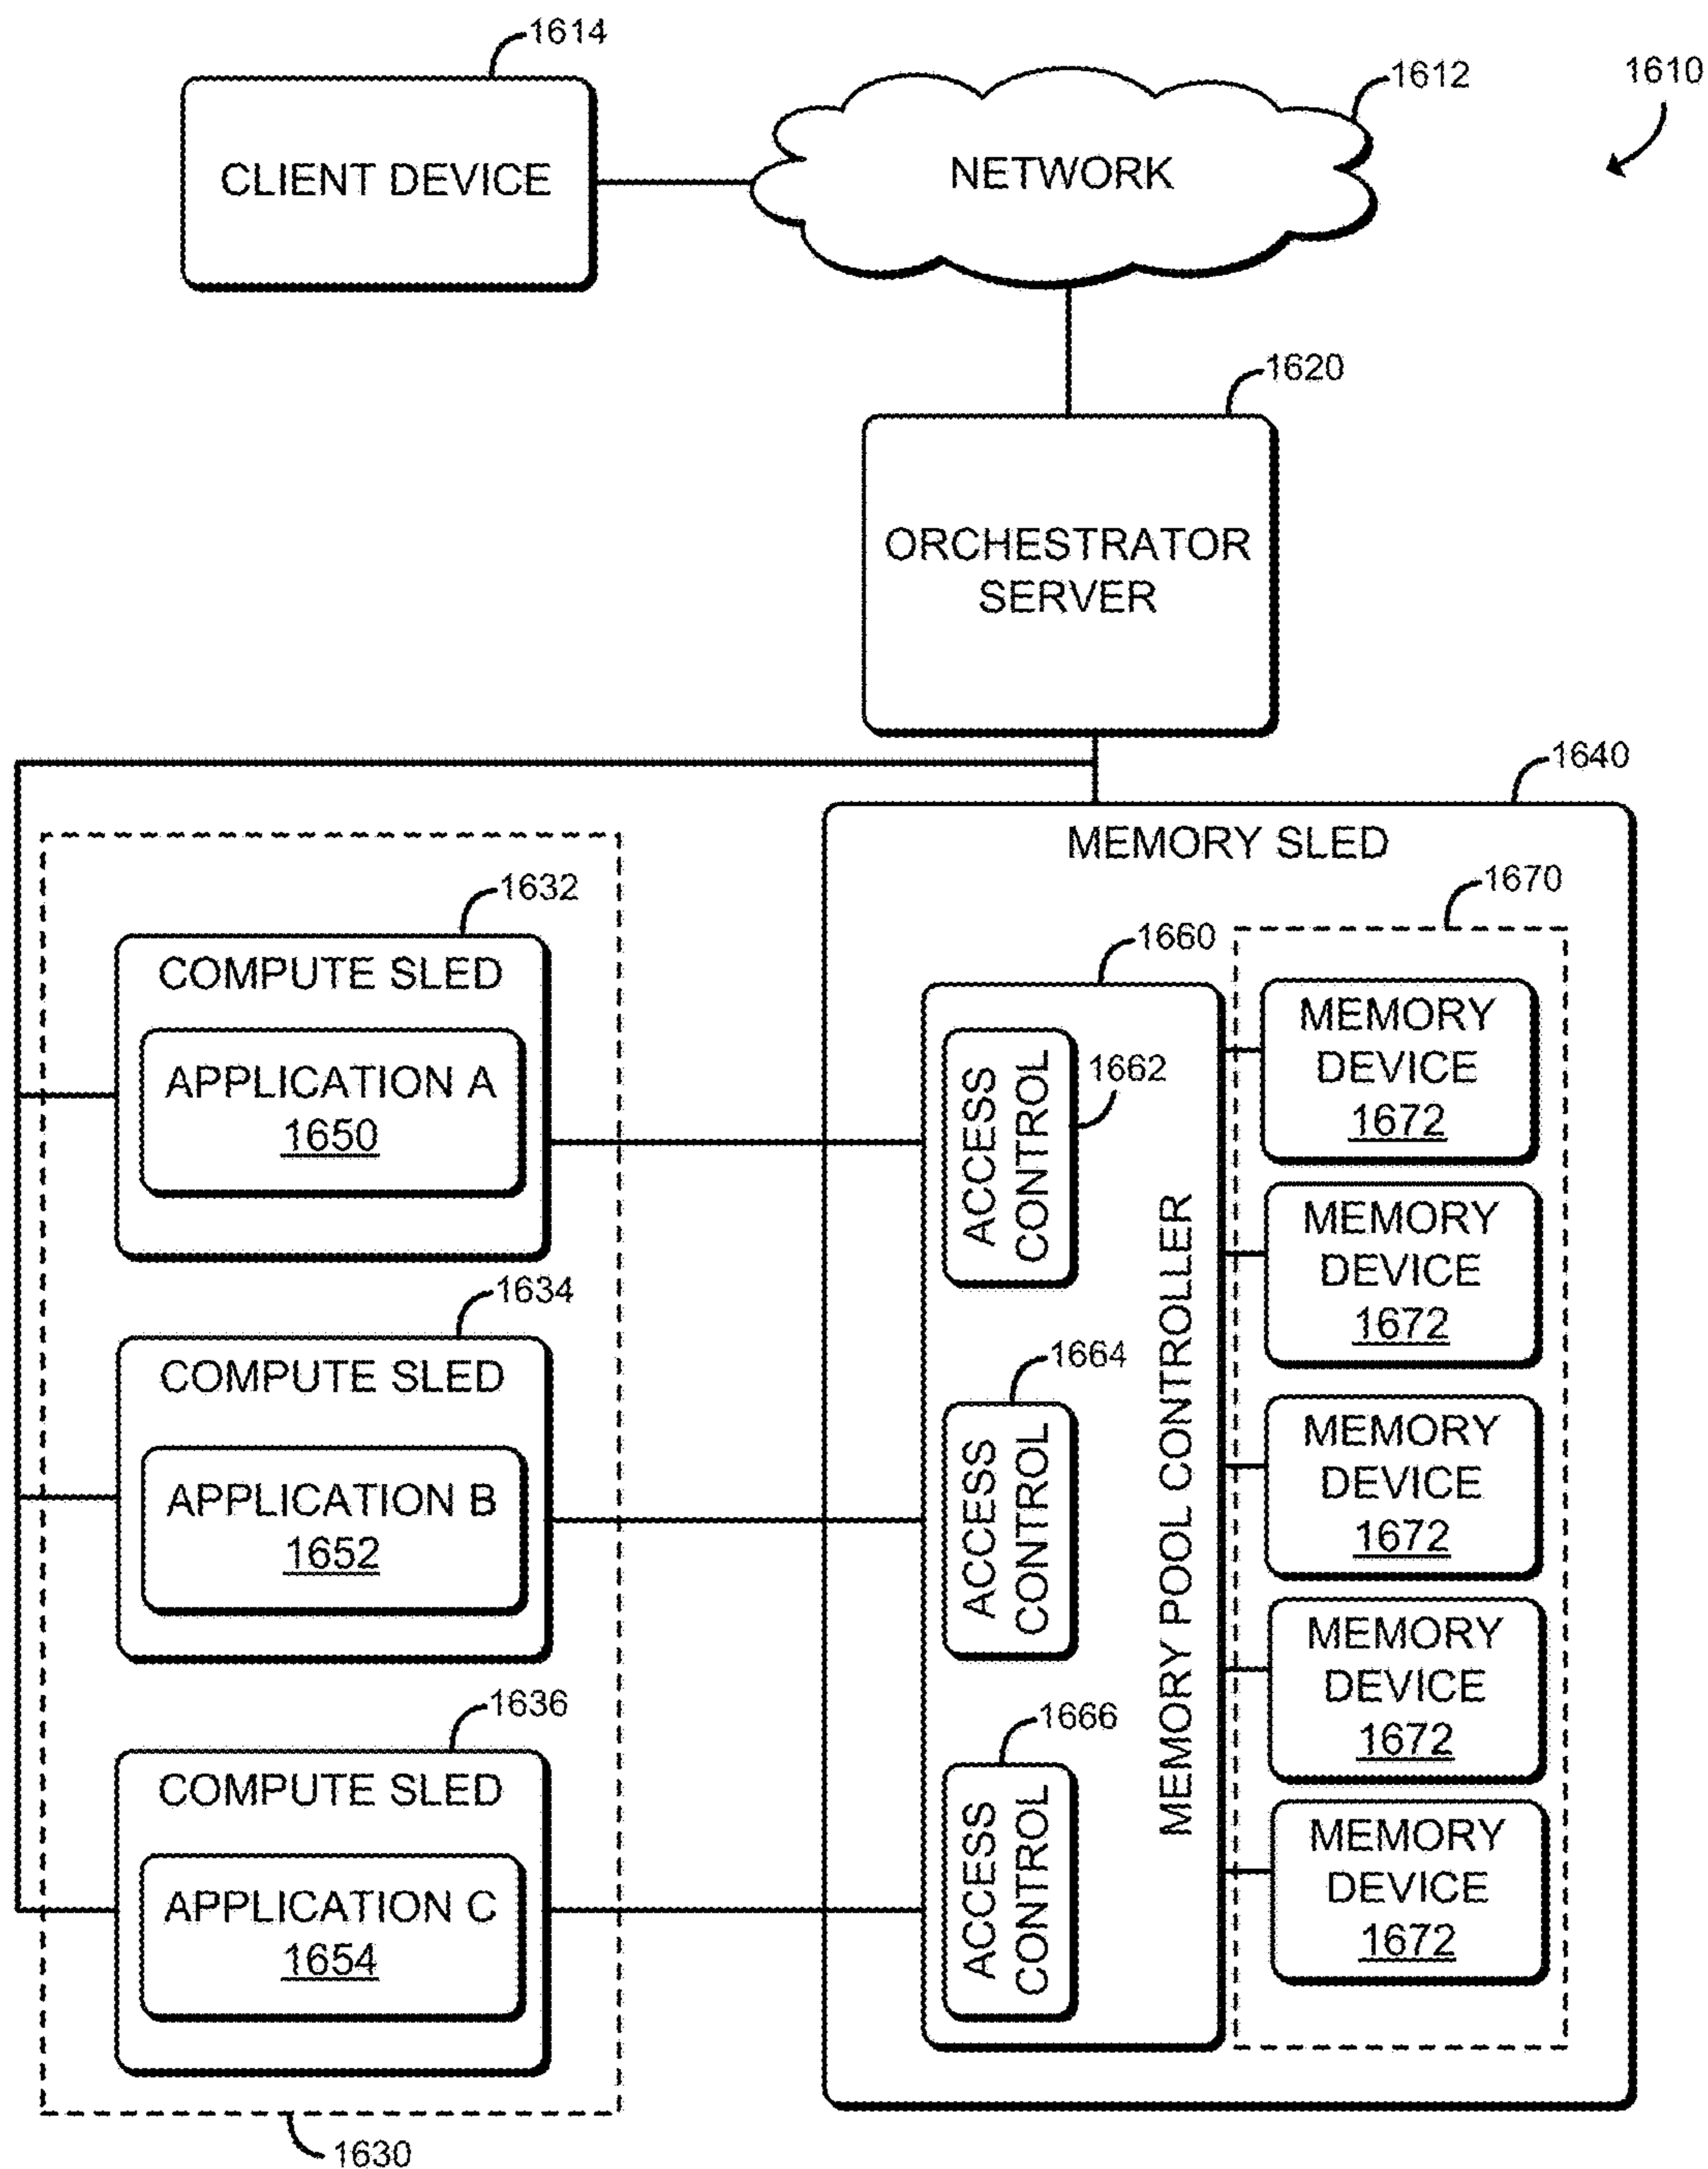 1614
1612
1610
CLIENT DEVICE
NETWORK
1620
ORCHESTRATOR
SERVER
1640
MEMORY SLED
1632
COMPUTE SLED
APPLICATION A
1650
1634
COMPUTE SLED
APPLICATION B
1652
1636
COMPUTE SLED
APPLICATION C
1654
1630
1660
ACCESS
CONTROL
1662
1664
ACCESS
CONTROL
1666
ACCESS
CONTROL
MEMORY POOL CONTROLLER
1670
MEMORY
DEVICE
1672
MEMORY
DEVICE
1672
MEMORY
DEVICE
1672
MEMORY
DEVICE
1672
MEMORY
DEVICE
1672